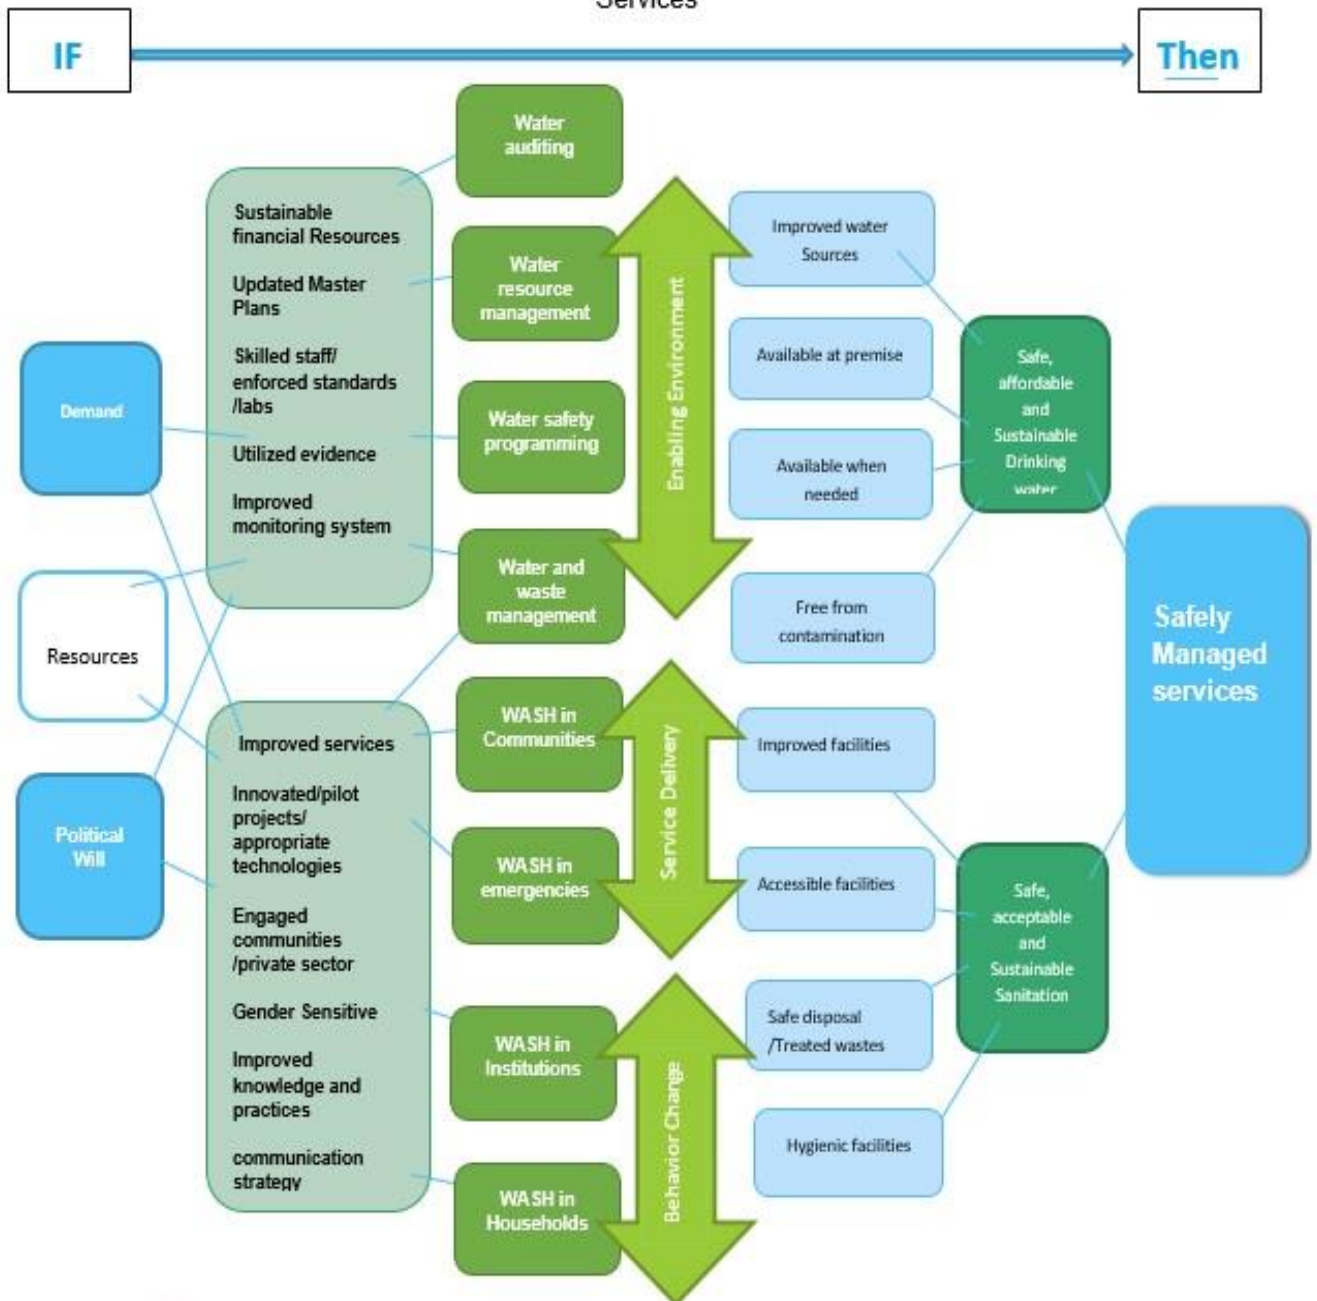 Services
IF
Then
Demand
Resources
Political
Will
Sustainable
financial Resources
Updated Master
Plans
Skilled staff/
enforced standards
/labs
Utilized evidence
Improved
monitoring system
Improved services
Innovated/pilot
projects/
appropriate
technologies
Engaged
communities
/private sector
Gender Sensitive
Improved
knowledge and
practices
communication
strategy
Water
auditing
Water
resource
management
Water safety
programming
Water and
waste
management
WASH in
Communities
WASH in
emergencies
WASH in
Institutions
WASH in
Households
Enabling Environment
Service Delivery
Behavior Change
Improved water
Sources
Available at premise
Available when
needed
Free from
contamination
Improved facilities
Accessible facilities
Safe disposal
/Treated wastes
Hygienic facilities
Safe,
affordable
and
Sustainable
Drinking
water
Safe,
acceptable
and
Sustainable
Sanitation
Safely
Managed
services